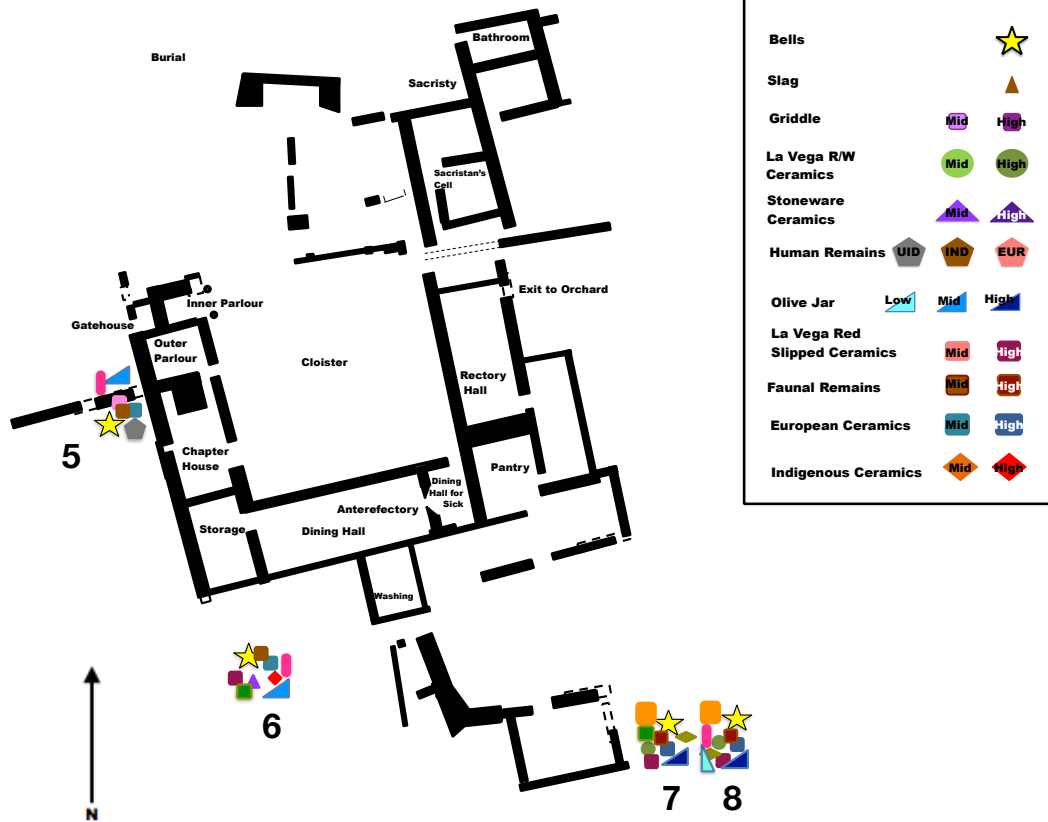 Bathroom
Burial
Sacristy
Sacristan's
Cell
Exit to Orchard
Inner Parlour
Gatehouse
Outer
Parlour
Cloister
Rectory
Hall
Chapter
House
Pantry
Dining
Hall for
Sick
Anterefectory
Storage
Dining Hall
Washing
5
6
7
8
N
Bells
Slag
Griddle Mid High
La Vega R/W
Ceramics Mid High
Stoneware
Ceramics Mid High
Human Remains UID IND EUR
Olive Jar Low Mid High
La Vega Red
Slipped Ceramics Mid High
Faunal Remains Mid High
European Ceramics Mid High
Indigenous Ceramics Mid High